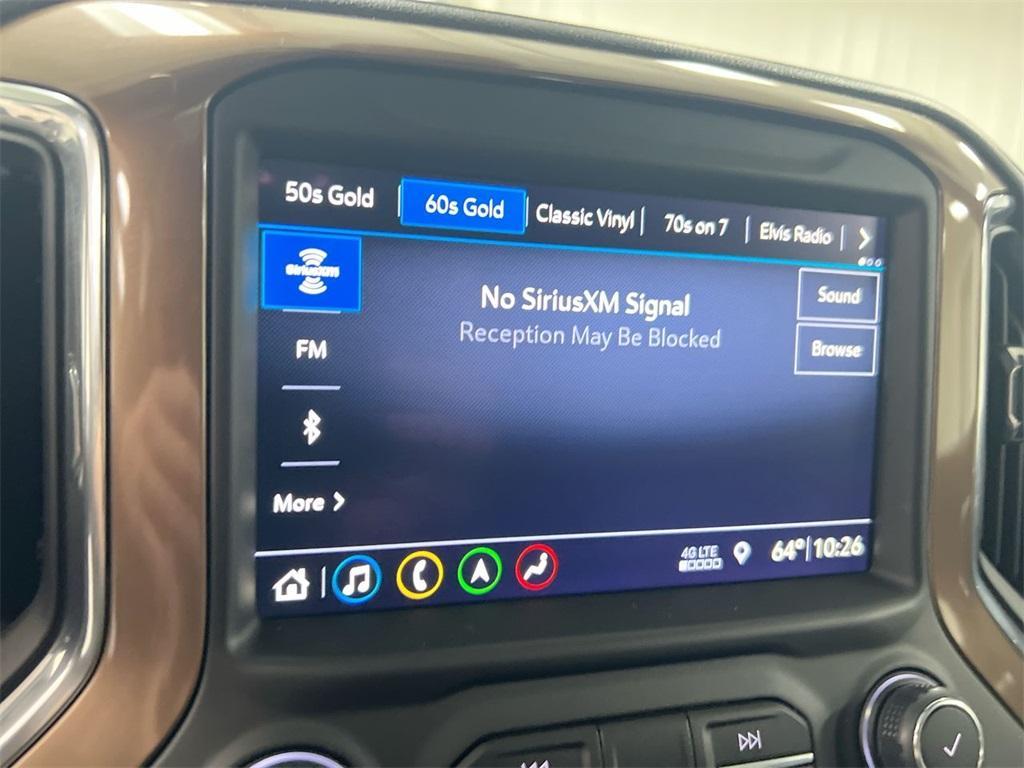 50s Gold
60s Gold
Classic Vinyl
70s on 7
Elvis Radio
SiriusXM
No SiriusXM Signal
Reception May Be Blocked
Sound
Browse
FM
More
4G LTE
64° 10:26